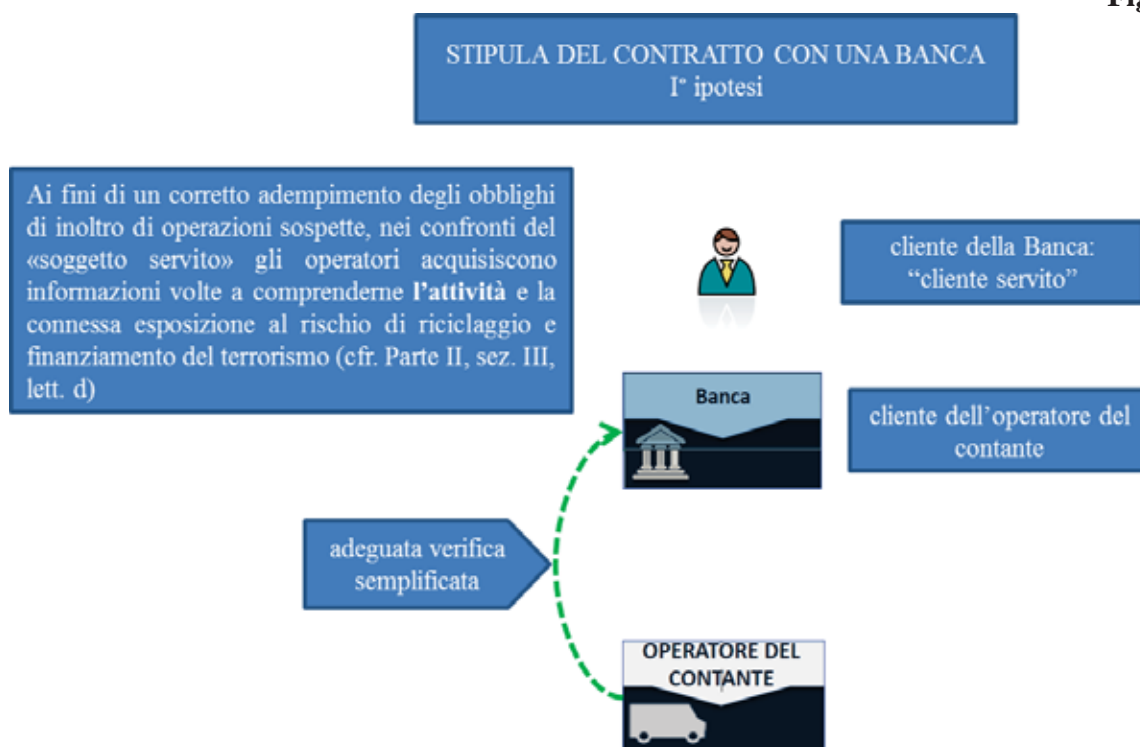 Fig
STIPULA DEL CONTRATTO CON UNA BANCA
I° ipotesi
Ai fini di un corretto adempimento degli obblighi
di inoltro di operazioni sospette, nei confronti del
«soggetto servito» gli operatori acquisiscono
informazioni volte a comprenderne l’attività e la
connessa esposizione al rischio di riciclaggio e
finanziamento del terrorismo (cfr. Parte II, sez. III,
lett. d)
cliente della Banca:
“cliente servito”
Banca
cliente dell’operatore del
contante
adeguata verifica
semplificata
OPERATORE DEL
CONTANTE